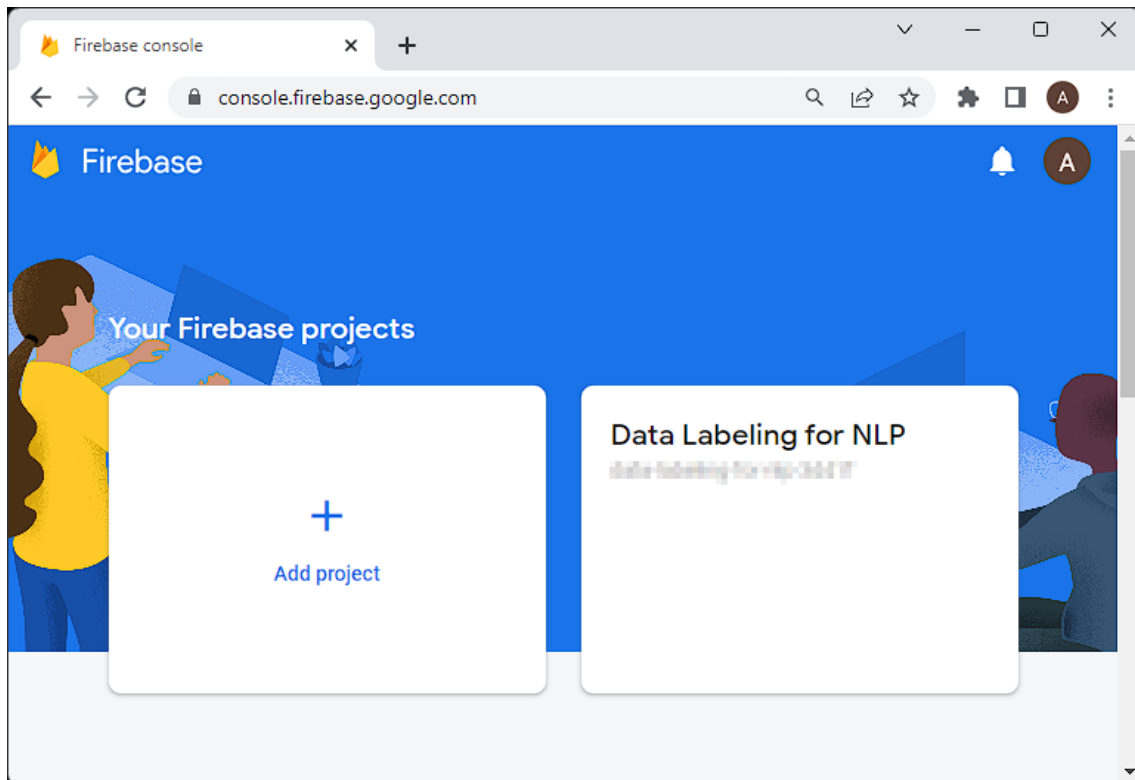 Firebase console
console.firebase.google.com
A
Firebase
A
Your Firebase projects
Add project
Data Labeling for NLP